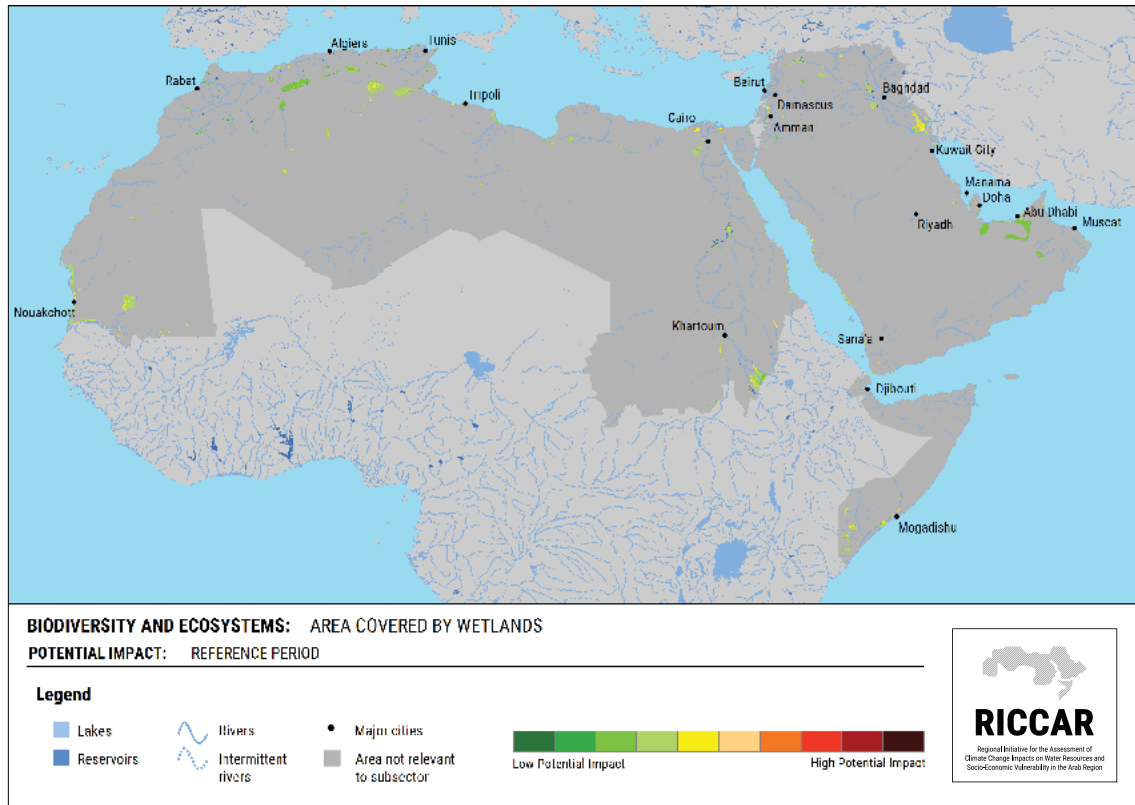 Algiers
Tunis
Rabat
Tripoli
Beirut
Baghdad
Damascus
Cairo
Amman
Kuwait City
Manama
Doha
Abu Dhabi
Riyadh
Muscat
Nouakchott
Khartoum
Sana'a
Djibouti
Mogadishu
BIODIVERSITY AND ECOSYSTEMS: AREA COVERED BY WETLANDS
POTENTIAL IMPACT: REFERENCE PERIOD
Legend
Lakes
Reservoirs
Rivers
Intermittent
rivers
Major cities
Area not relevant
to subsector
Low Potential Impact
High Potential Impact
RICCAR
Regional Initiative for the Assessment of
Climate Change Impacts on Water Resources and
Socio-Economic Vulnerability in the Arab Region